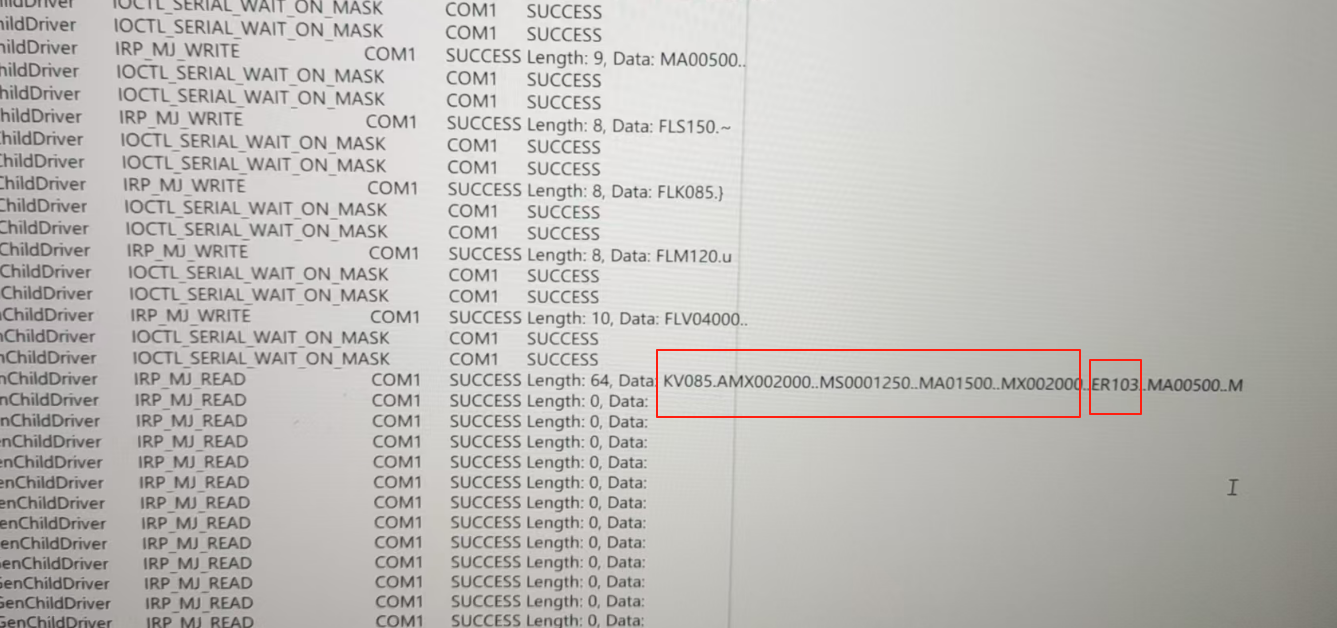 hildDriver IOCTL_SERIAL_WAIT_ON_MASK COM1 SUCCESS
hildDriver IOCTL_SERIAL_WAIT_ON_MASK COM1 SUCCESS
hildDriver IRP_MJ_WRITE COM1 SUCCESS Length: 9, Data: MA00500..
hildDriver IOCTL_SERIAL_WAIT_ON_MASK COM1 SUCCESS
hildDriver IOCTL_SERIAL_WAIT_ON_MASK COM1 SUCCESS
hildDriver IRP_MJ_WRITE COM1 SUCCESS Length: 8, Data: FLS150.~
ChildDriver IOCTL_SERIAL_WAIT_ON_MASK COM1 SUCCESS
ChildDriver IOCTL_SERIAL_WAIT_ON_MASK COM1 SUCCESS
ChildDriver IRP_MJ_WRITE COM1 SUCCESS Length: 8, Data: FLK085.}
ChildDriver IOCTL_SERIAL_WAIT_ON_MASK COM1 SUCCESS
ChildDriver IOCTL_SERIAL_WAIT_ON_MASK COM1 SUCCESS
ChildDriver IRP_MJ_WRITE COM1 SUCCESS Length: 8, Data: FLM120.u
ChildDriver IOCTL_SERIAL_WAIT_ON_MASK COM1 SUCCESS
ChildDriver IOCTL_SERIAL_WAIT_ON_MASK COM1 SUCCESS
nChildDriver IRP_MJ_WRITE COM1 SUCCESS Length: 10, Data: FLV04000..
nChildDriver IOCTL_SERIAL_WAIT_ON_MASK COM1 SUCCESS
nChildDriver IOCTL_SERIAL_WAIT_ON_MASK COM1 SUCCESS
nChildDriver IRP_MJ_READ COM1 SUCCESS Length: 64, Data: KV085.AMX002000..MS0001250..MA01500..MX002000..ER103..MA00500..M
nChildDriver IRP_MJ_READ COM1 SUCCESS Length: 0, Data:
nChildDriver IRP_MJ_READ COM1 SUCCESS Length: 0, Data:
nChildDriver IRP_MJ_READ COM1 SUCCESS Length: 0, Data:
enChildDriver IRP_MJ_READ COM1 SUCCESS Length: 0, Data:
enChildDriver IRP_MJ_READ COM1 SUCCESS Length: 0, Data:
enChildDriver IRP_MJ_READ COM1 SUCCESS Length: 0, Data:
enChildDriver IRP_MJ_READ COM1 SUCCESS Length: 0, Data:
enChildDriver IRP_MJ_READ COM1 SUCCESS Length: 0, Data:
GenChildDriver IRP_MJ_READ COM1 SUCCESS Length: 0, Data:
GenChildDriver IRP_MJ_READ COM1 SUCCESS Length: 0, Data:
GenChildDriver IRP_MJ_READ COM1 SUCCESS Length: 0, Data:
GenChildDriver IRP_MJ_READ COM1 SUCCESS Length: 0, Data: